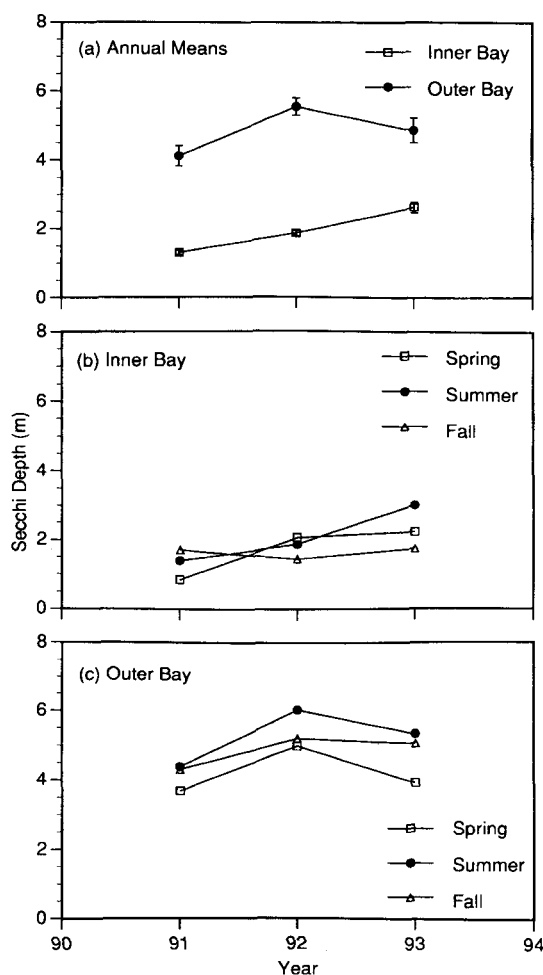 8
(a) Annual Means
Inner Bay
Outer Bay
6
4
2
0
8
(b) Inner Bay
Spring
Summer
Fall
6
4
2
0
Secchi Depth (m)
8
(c) Outer Bay
6
4
2
0
Spring
Summer
Fall
90 91 92 93 94
Year